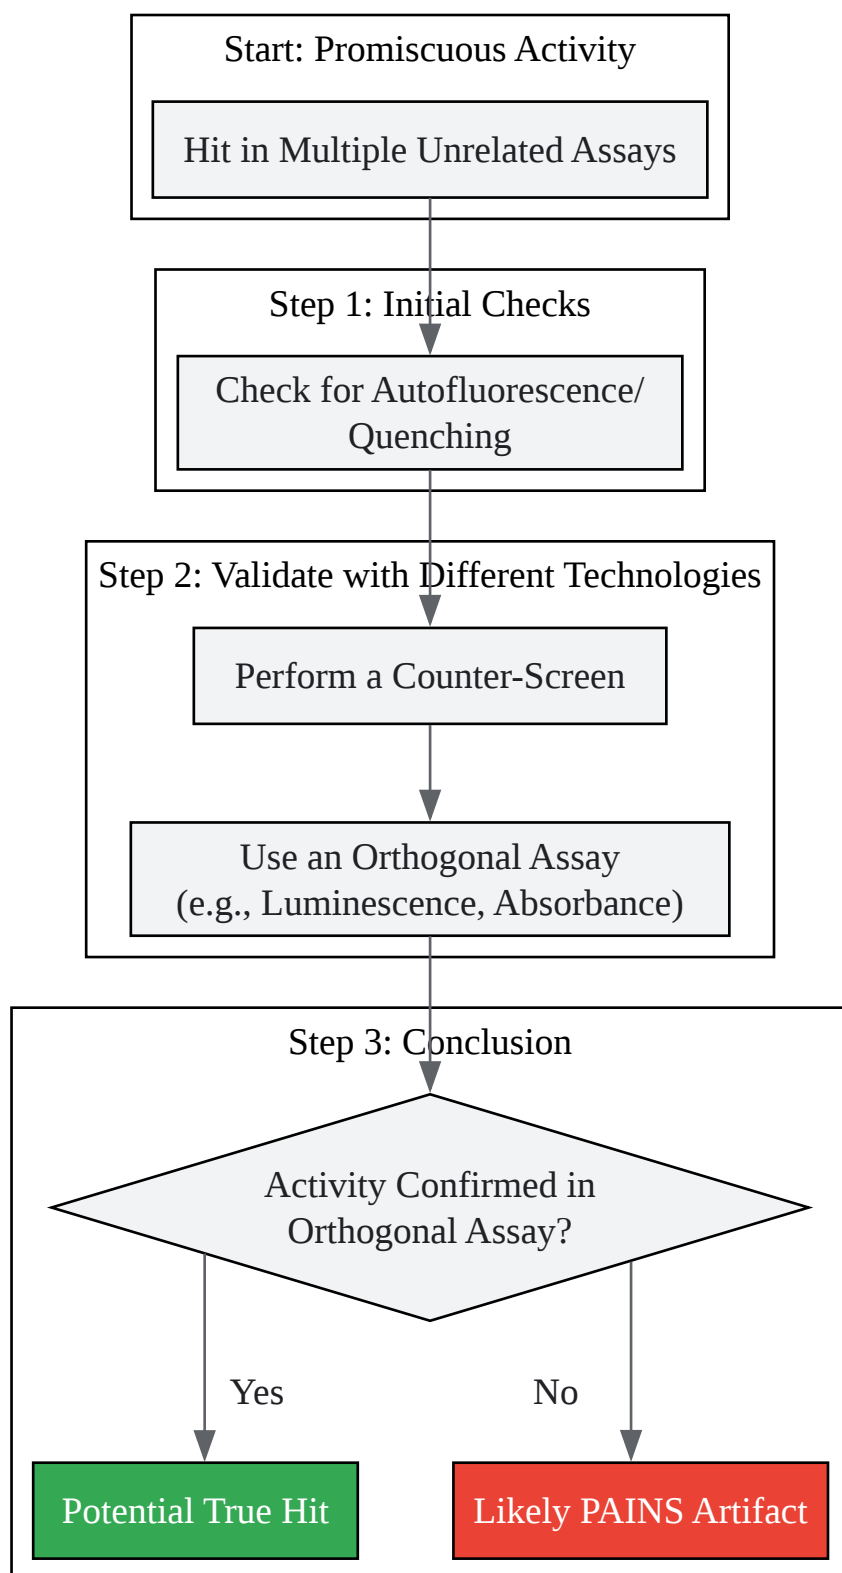 Start: Promiscuous Activity
Hit in Multiple Unrelated Assays
Step 1: Initial Checks
Check for Autofluorescence/
Quenching
Step 2: Validate with Different Technologies
Perform a Counter-Screen
Use an Orthogonal Assay
(e.g., Luminescence, Absorbance)
Step 3: Conclusion
Activity Confirmed in
Orthogonal Assay?
Yes
No
Potential True Hit
Likely PAINS Artifact